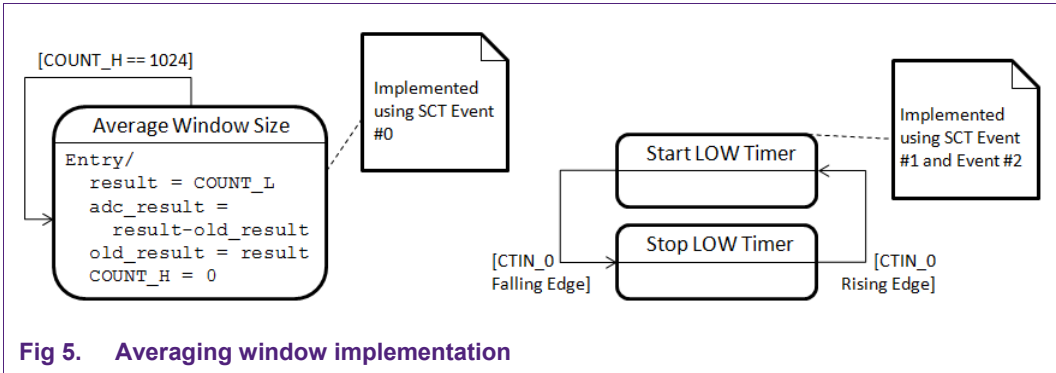 [COUNT_H == 1024]
Average Window Size
Entry/
result = COUNT_L
adc_result =
result-old_result
old_result = result
COUNT_H = 0
Implemented
using SCT Event
#0
Start LOW Timer
Stop LOW Timer
[CTIN_0
Falling Edge]
[CTIN_0
Rising Edge]
Implemented
using SCT Event
#1 and Event #2
Fig 5. Averaging window implementation